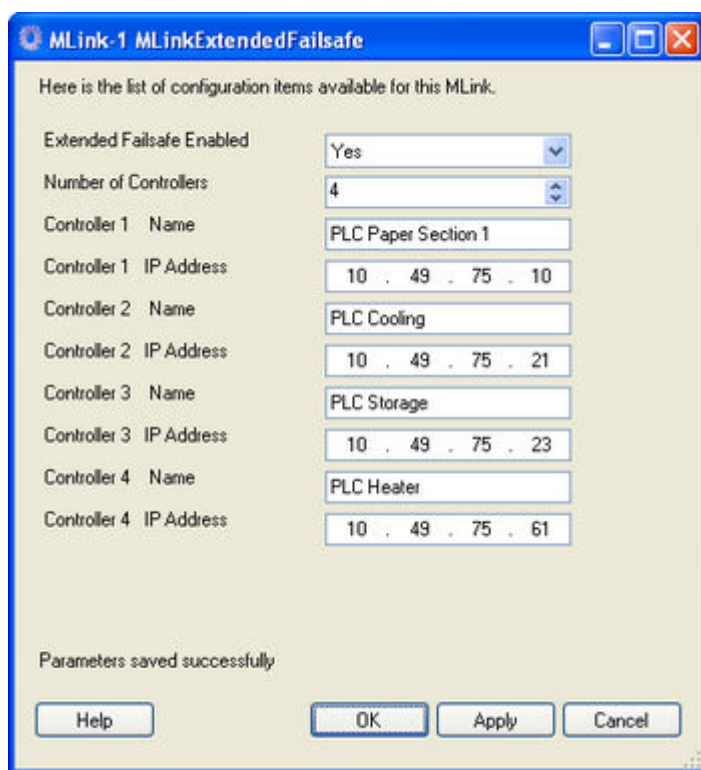 MLink-1 MLinkExtendedFailsafe
Here is the list of configuration items available for this MLink.
Extended Failsafe Enabled Yes
Number of Controllers 4
Controller 1 Name PLC Paper Section 1
Controller 1 IP Address 10 . 49 . 75 . 10
Controller 2 Name PLC Cooling
Controller 2 IP Address 10 . 49 . 75 . 21
Controller 3 Name PLC Storage
Controller 3 IP Address 10 . 49 . 75 . 23
Controller 4 Name PLC Heater
Controller 4 IP Address 10 . 49 . 75 . 61
Parameters saved successfully
Help OK Apply Cancel